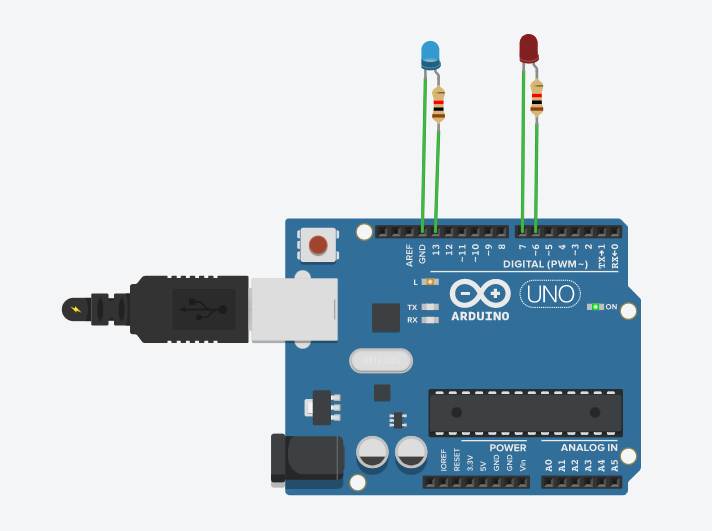 AREF
GND
13
12
~11
~10
~9
8
7
~6
~5
4
~3
2
TX→1
RX←0
DIGITAL (PWM~)
L
TX
RX
ARDUINO
UNO
ON
POWER
ANALOG IN
IOREF
RESET
3.3V
5V
GND
GND
Vin
A0
A1
A2
A3
A4
A5